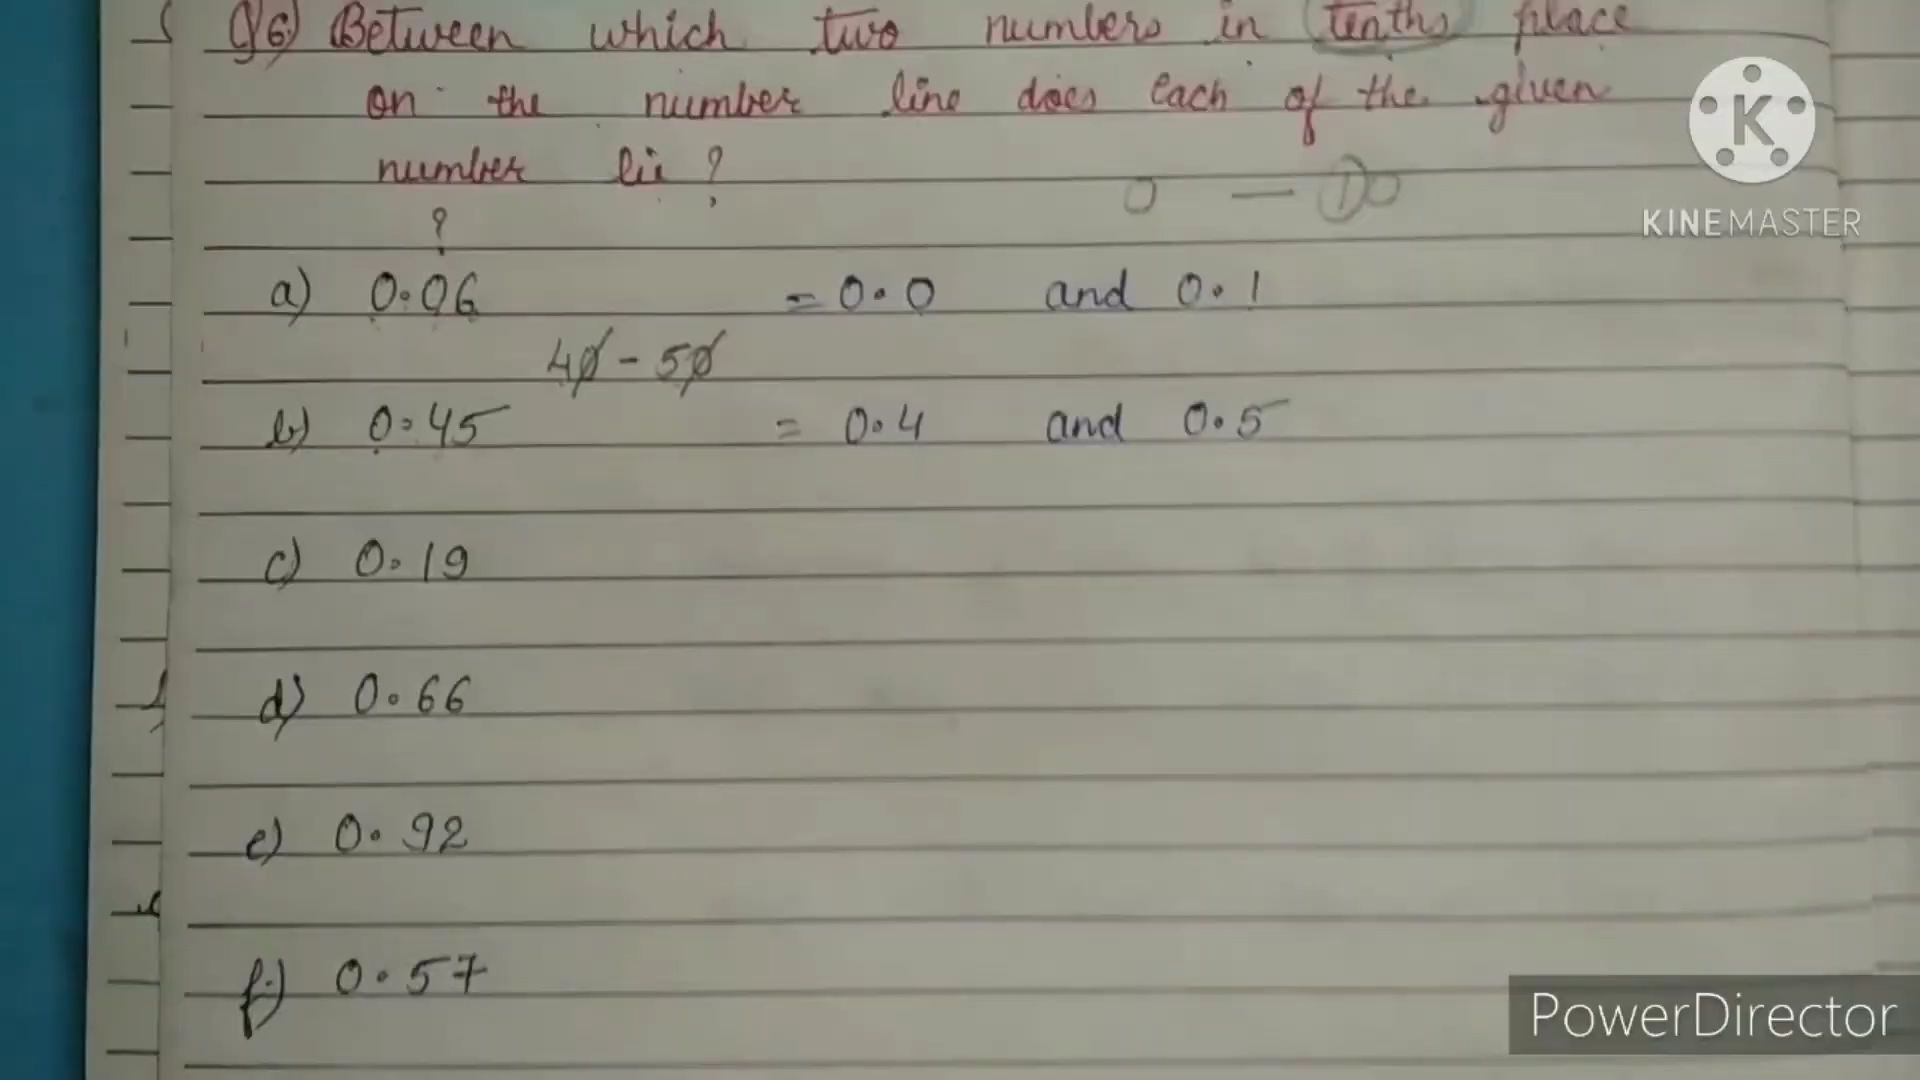 Q6) Between which two numbers in tenths place
on the number line does each of the given
number lie ?
0 — 10
?
a) 0.06 = 0.0 and 0.1
40 - 50
b) 0.45 = 0.4 and 0.5
c) 0.19
d) 0.66
e) 0.92
f) 0.57
K
KINEMASTER
PowerDirector